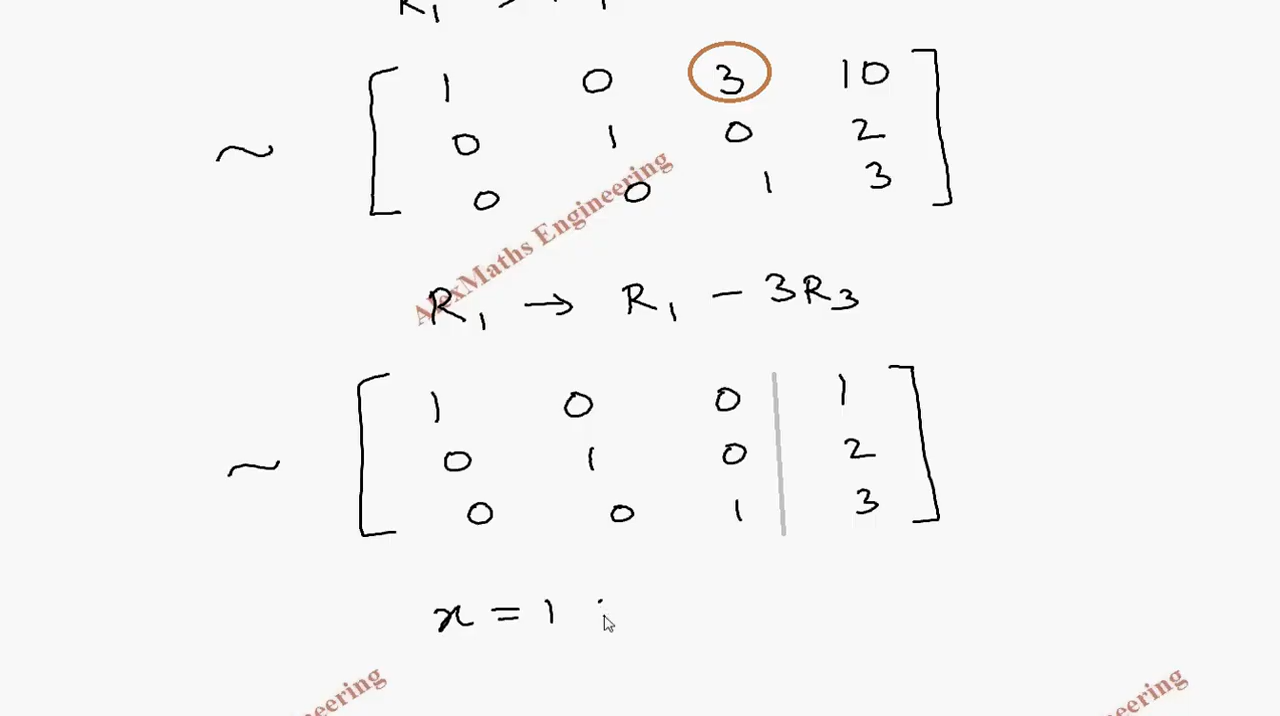 1 0 3 10
~ 0 1 0 2
0 0 1 3
AlexMaths Engineering
R₁ → R₁ - 3R₃
1 0 0 1
~ 0 1 0 2
0 0 1 3
x = 1